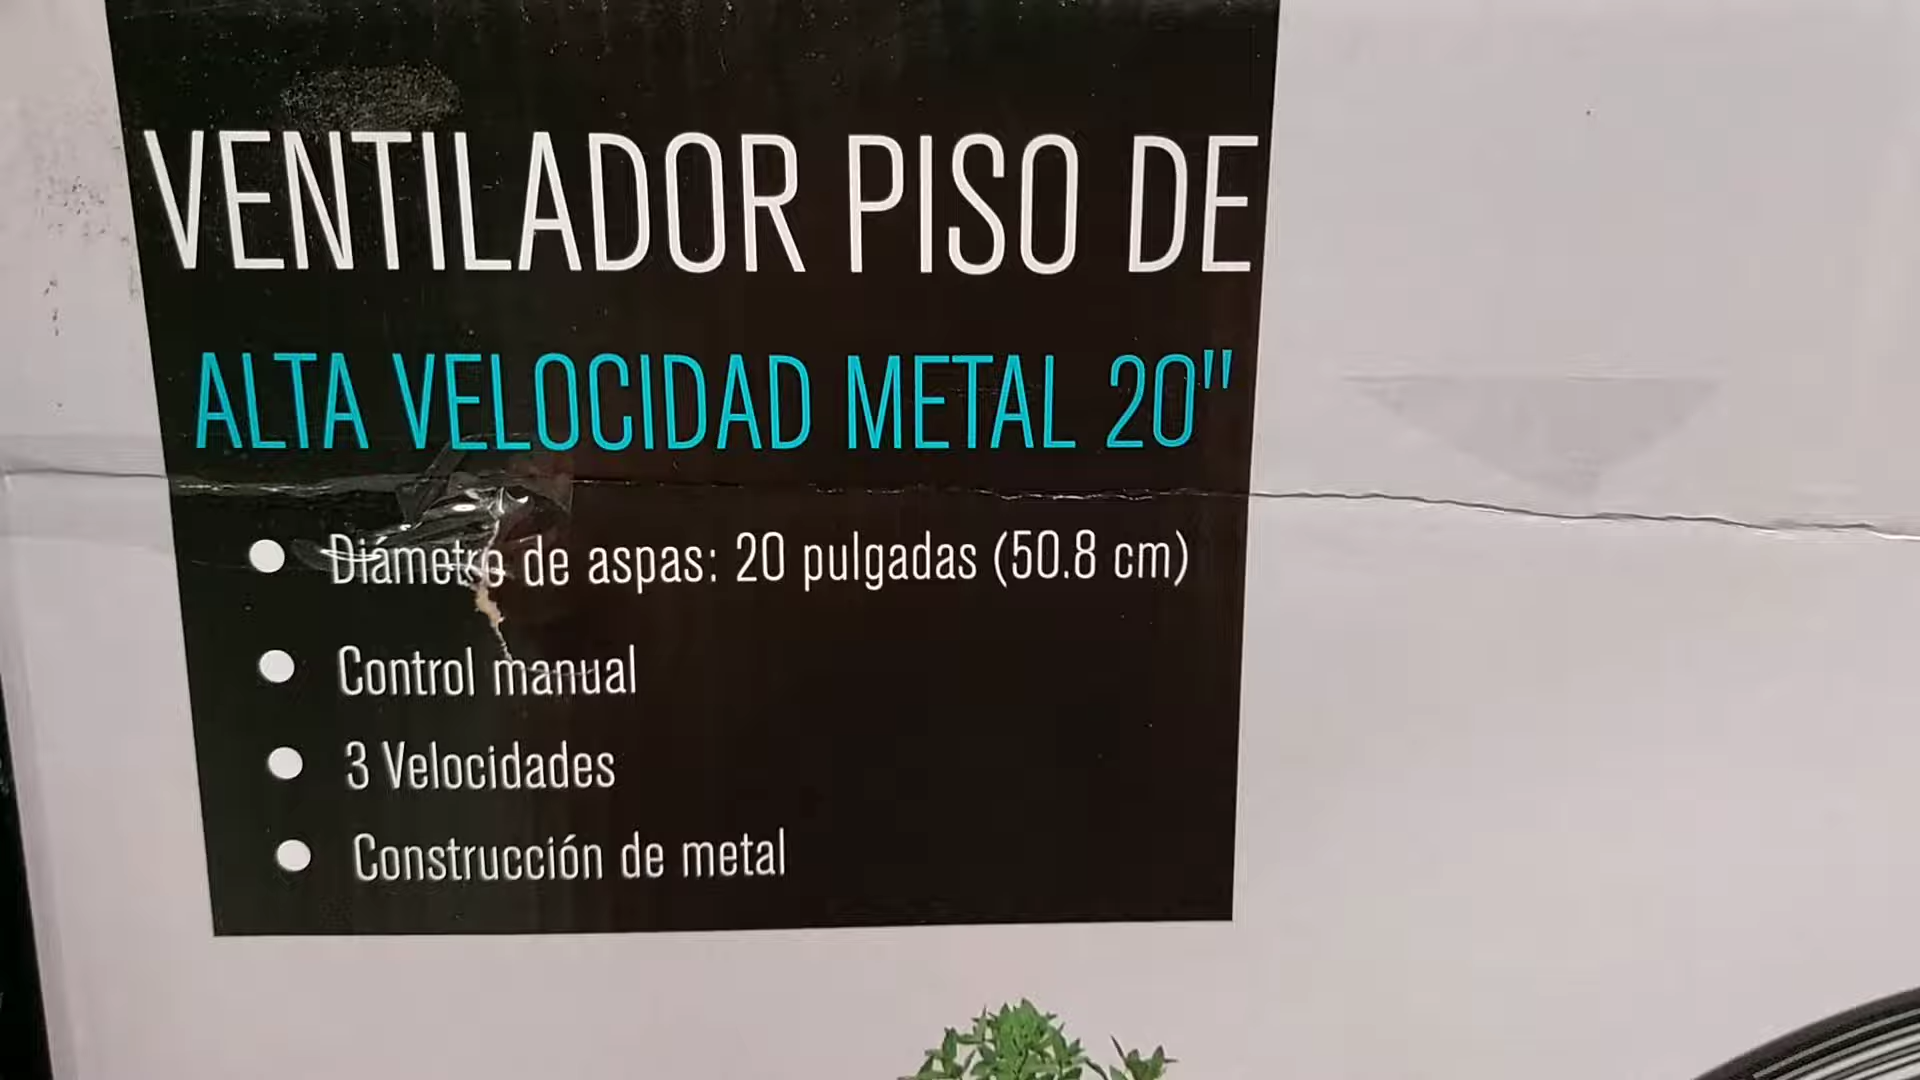 VENTILADOR PISO DE
ALTA VELOCIDAD METAL 20"
● Diámetro de aspas: 20 pulgadas (50.8 cm)
● Control manual
● 3 Velocidades
● Construcción de metal